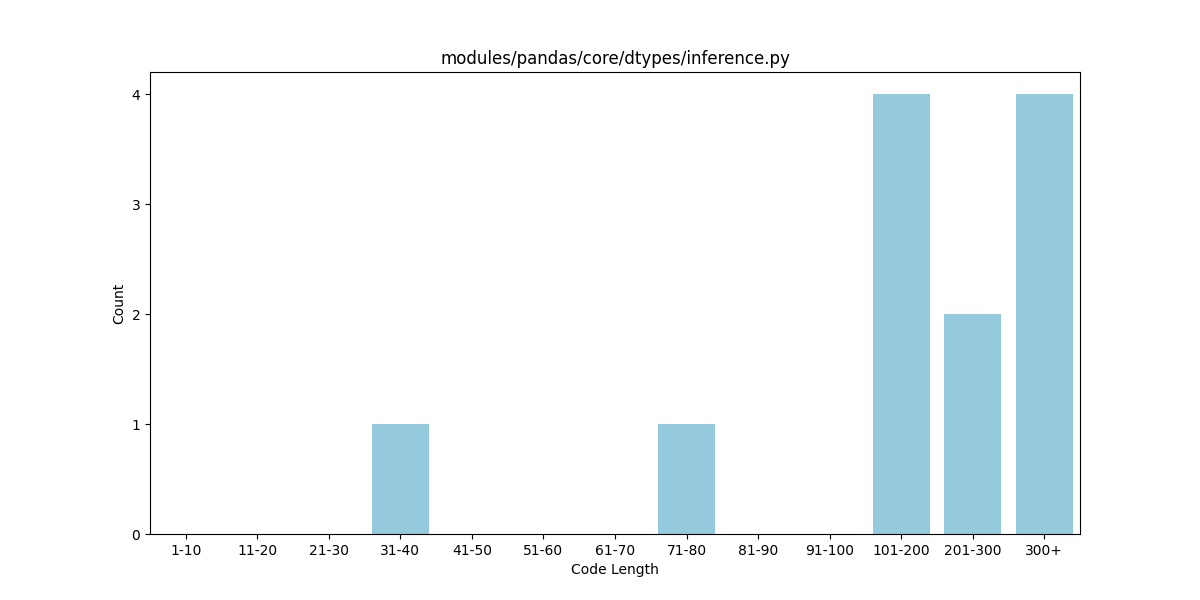 modules/pandas/core/dtypes/inference.py
4
3
2
1
0
Count
1-10 11-20 21-30 31-40 41-50 51-60 61-70 71-80 81-90 91-100 101-200 201-300 300+
Code Length